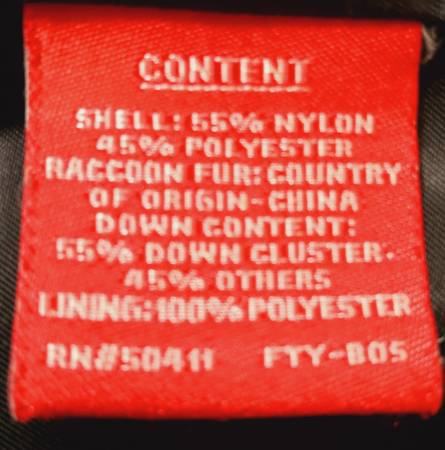 CONTENT
SHELL: 55% NYLON
45% POLYESTER
RACCOON FUR: COUNTRY
OF ORIGIN-CHINA
DOWN CONTENT:
55% DOWN CLUSTER.
45% OTHERS
LINING:100% POLYESTER
RN#50411 FTY-B05